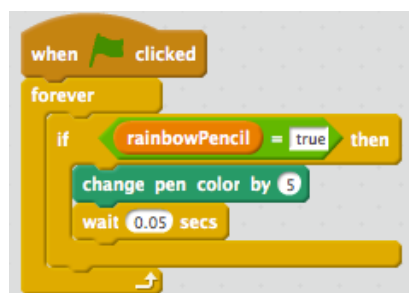 when clicked
forever
if rainbowPencil = true then
change pen color by 5
wait 0.05 secs